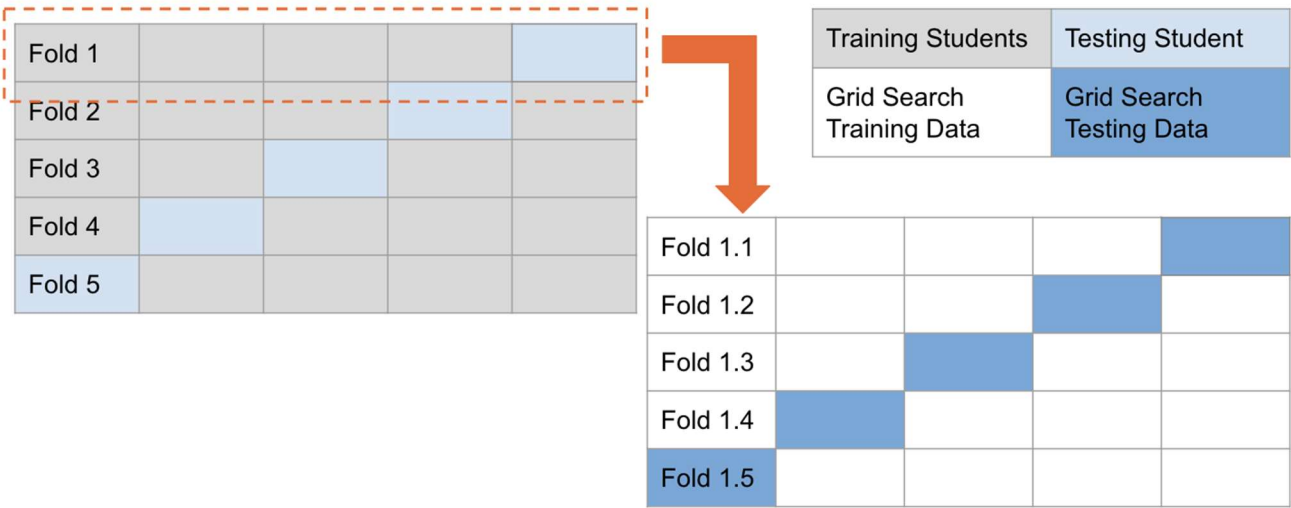 Fold 1
Fold 2
Fold 3
Fold 4
Fold 5
Training Students
Testing Student
Grid Search
Training Data
Grid Search
Testing Data
Fold 1.1
Fold 1.2
Fold 1.3
Fold 1.4
Fold 1.5